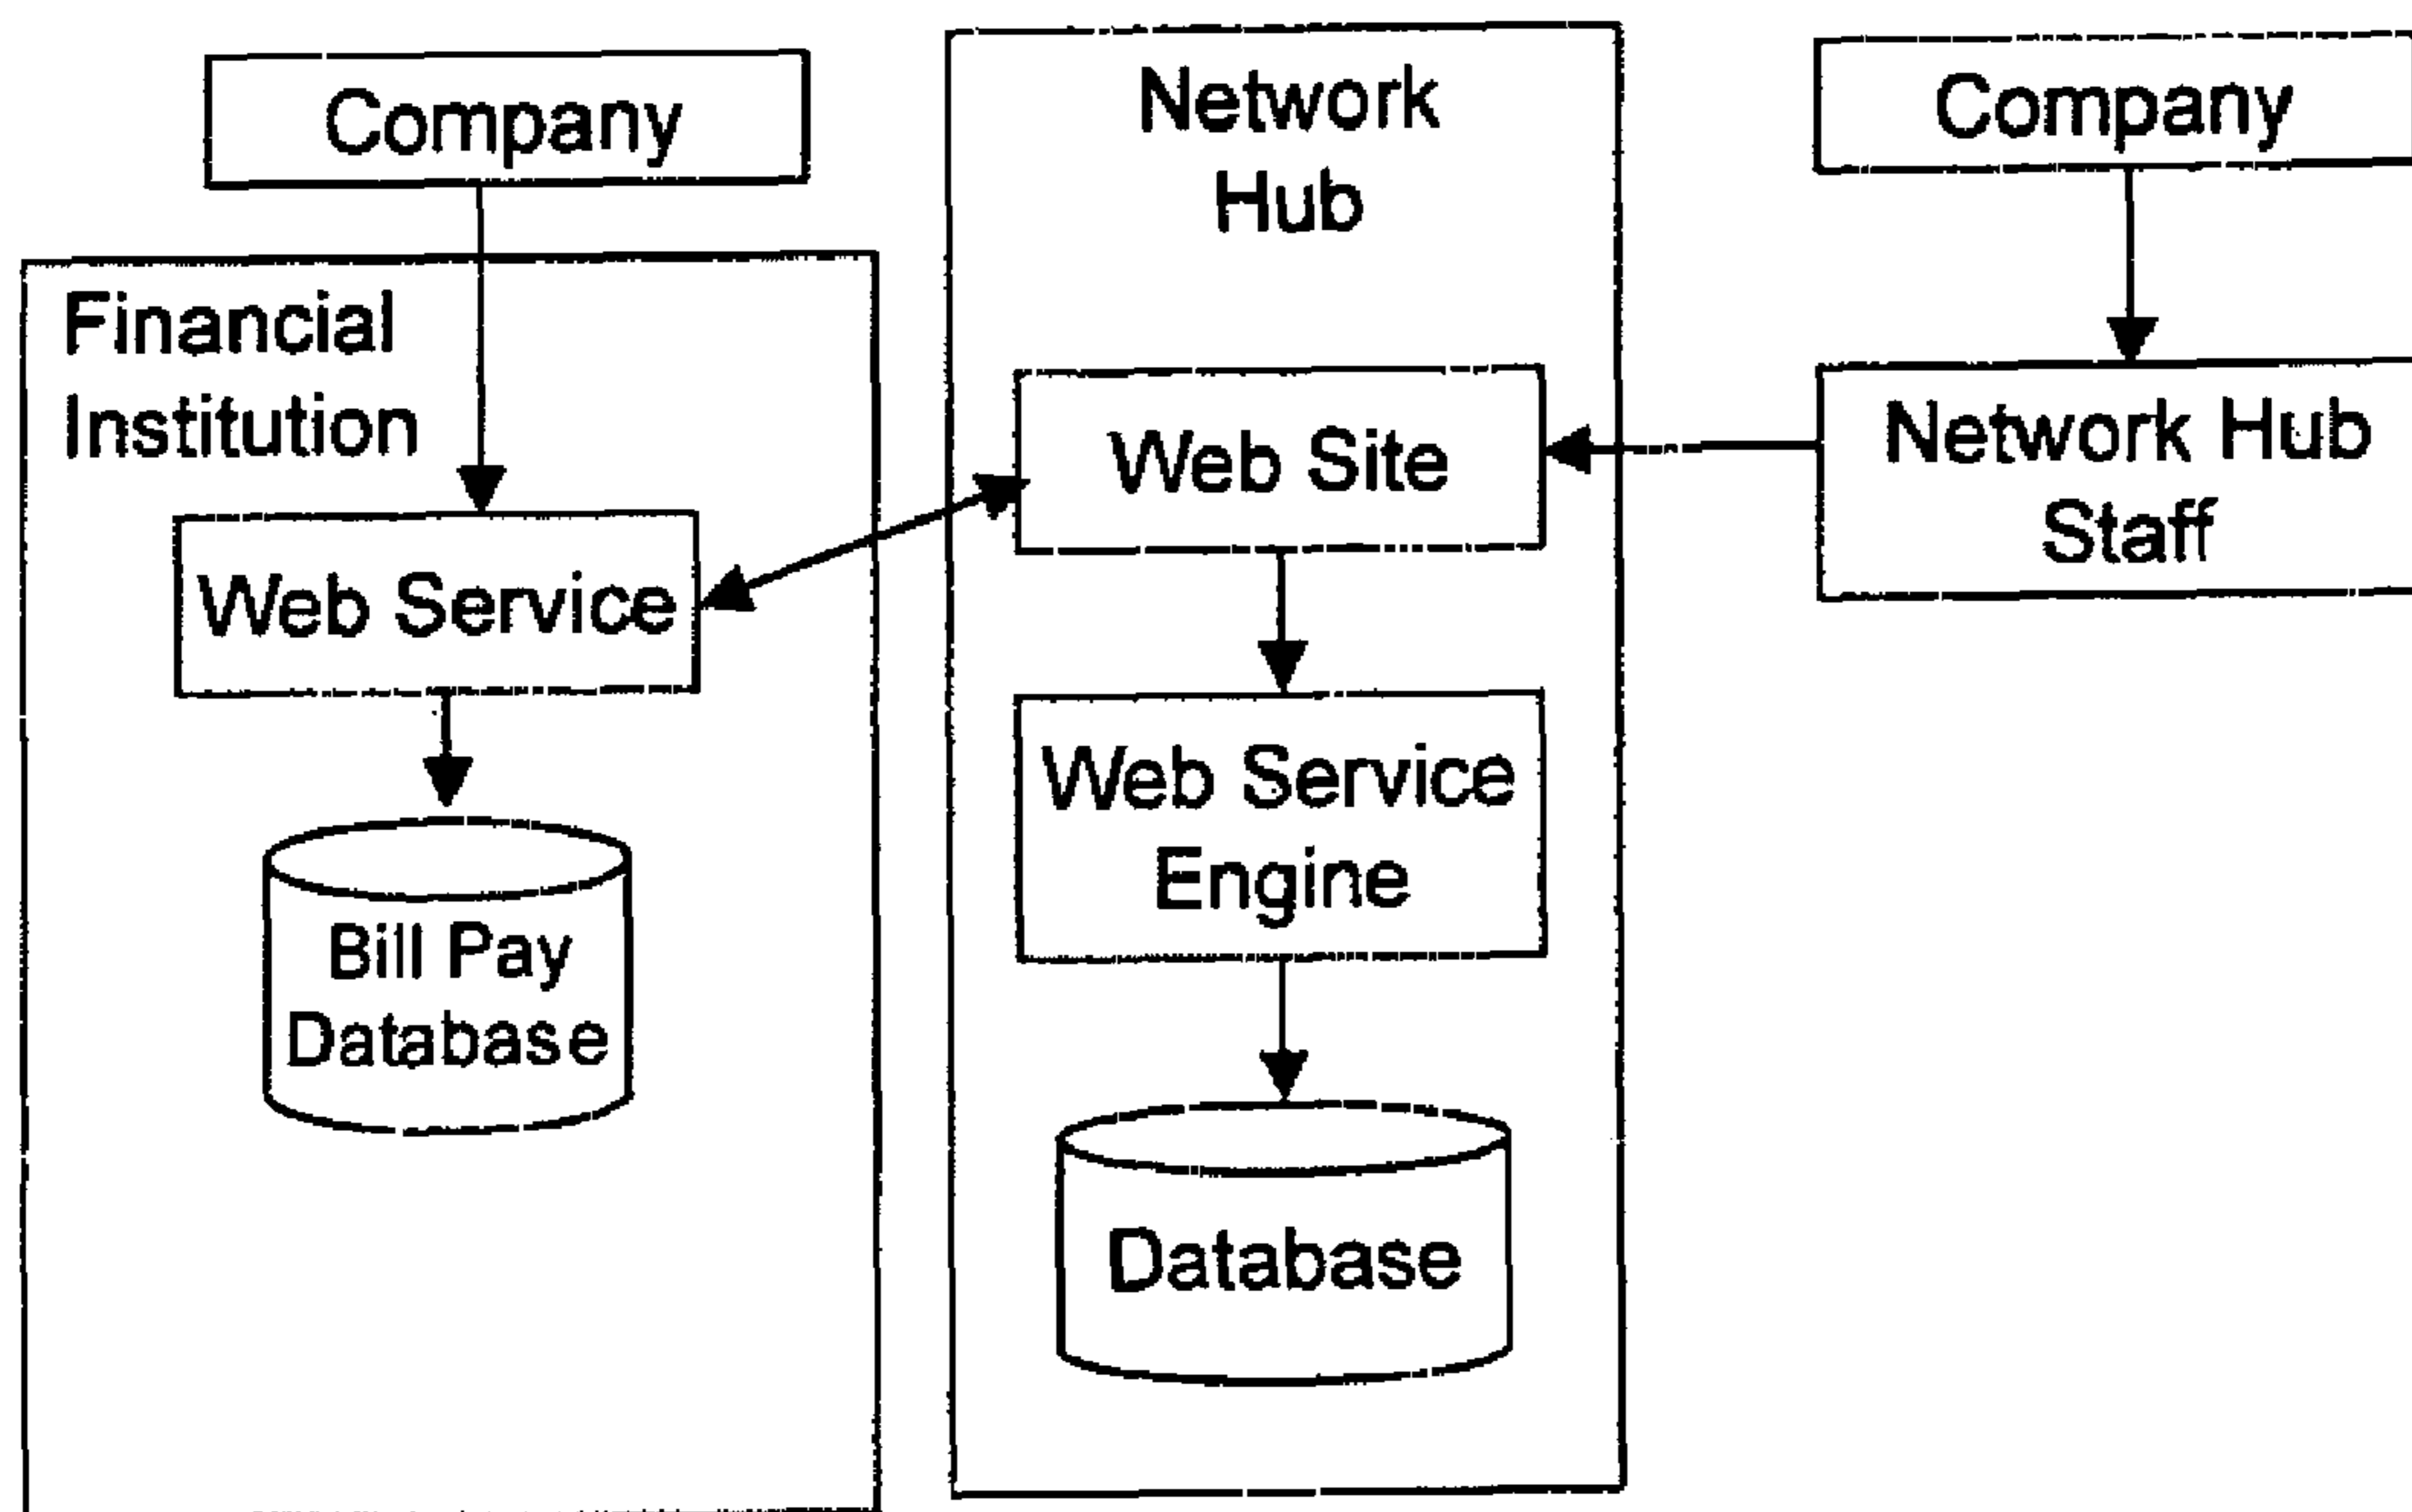 Company
Financial
Institution
Web Service
Bill Pay
Database
Network
Hub
Web Site
Web Service
Engine
Database
Company
Network Hub
Staff